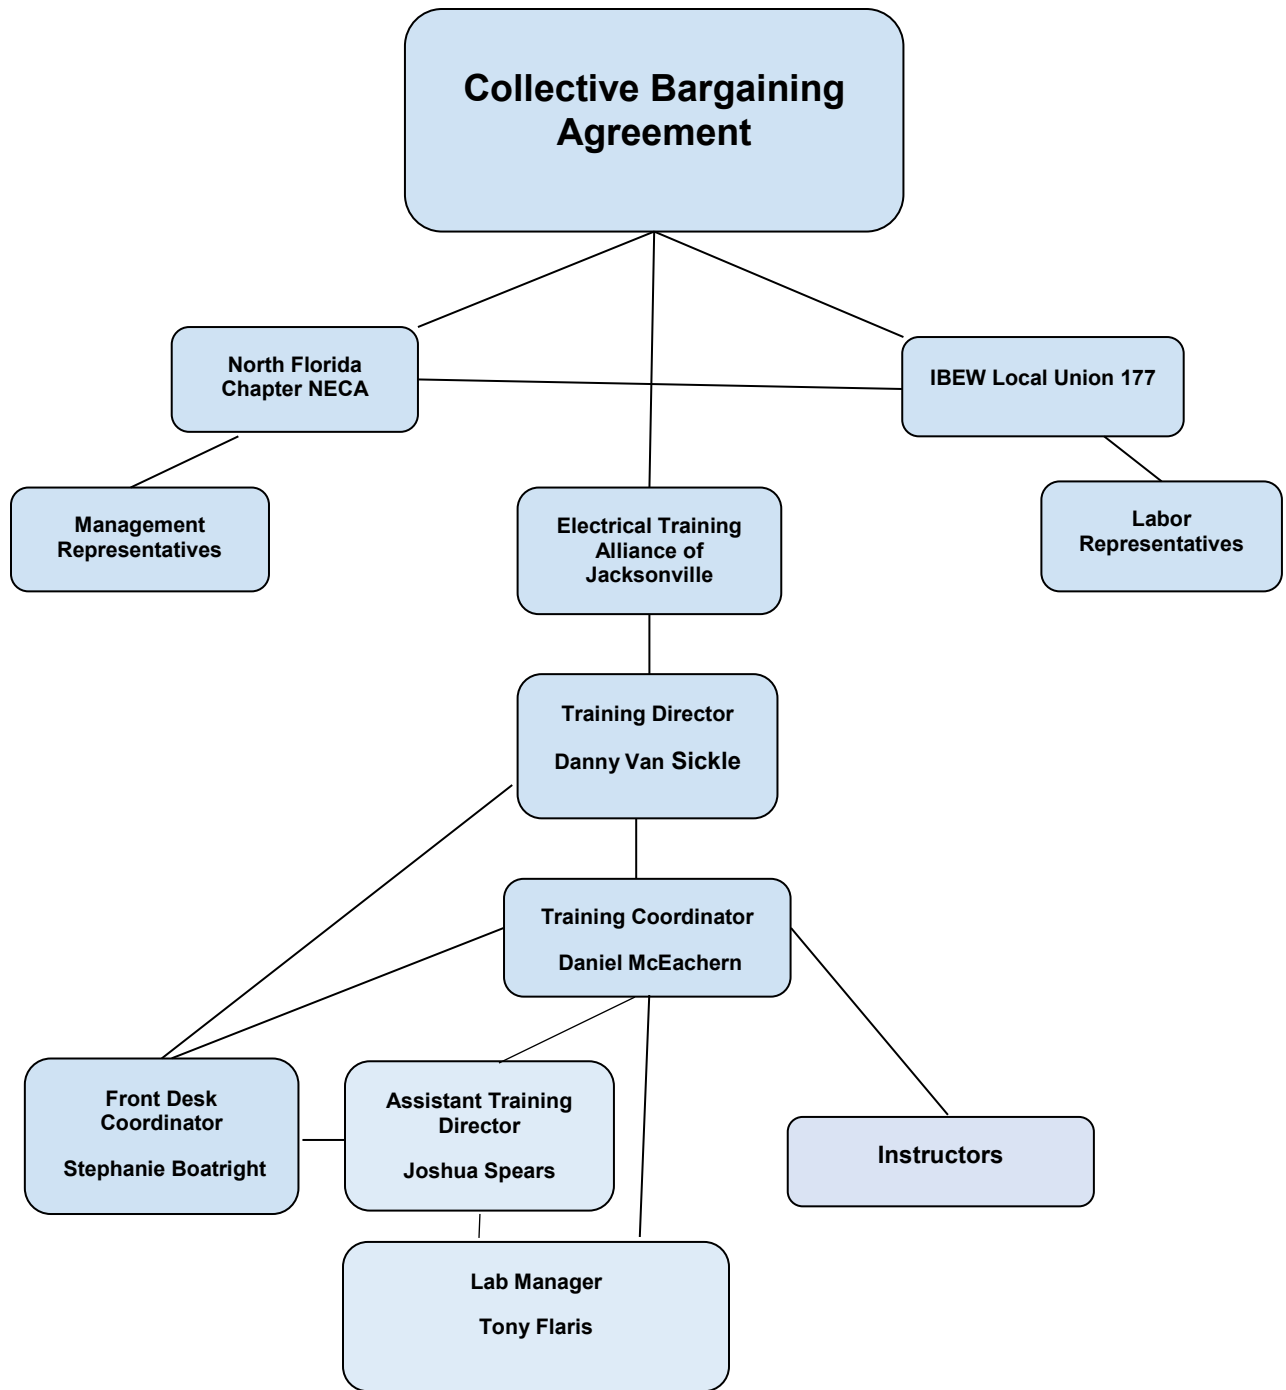 Collective Bargaining
Agreement
North Florida
Chapter NECA
IBEW Local Union 177
Management
Representatives
Electrical Training
Alliance of
Jacksonville
Labor
Representatives
Training Director
Danny Van Sickle
Training Coordinator
Daniel McEachern
Front Desk
Coordinator
Stephanie Boatright
Assistant Training
Director
Joshua Spears
Instructors
Lab Manager
Tony Flaris